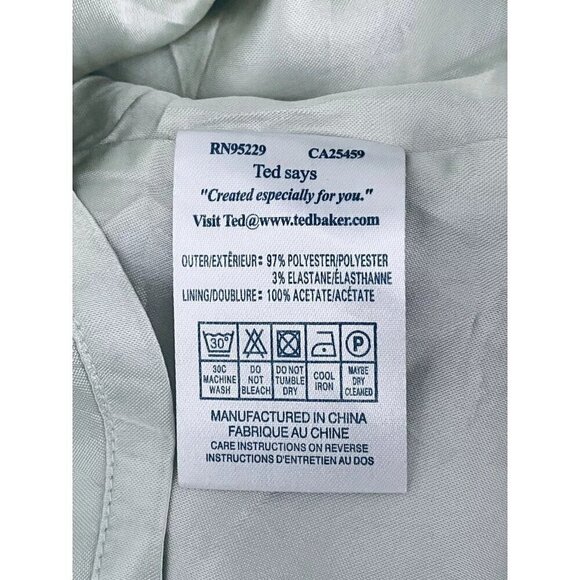 RN95229 CA25459
Ted says
"Created especially for you."
Visit Ted@www.tedbaker.com
OUTER/EXTÊRIEUR: 97% POLYESTER/POLYESTER
3% ELASTANE/ÉLASTHANNE
LINING/DOUBLURE: 100% ACETATE/ACÉTATE
30° P
30C MACHINE WASH
DO NOT BLEACH
DO NOT TUMBLE DRY
COOL IRON
MAYBE DRY CLEANED
MANUFACTURED IN CHINA
FABRIQUE AU CHINE
CARE INSTRUCTIONS ON REVERSE
INSTRUCTIONS D'ENTRETIEN AU DOS